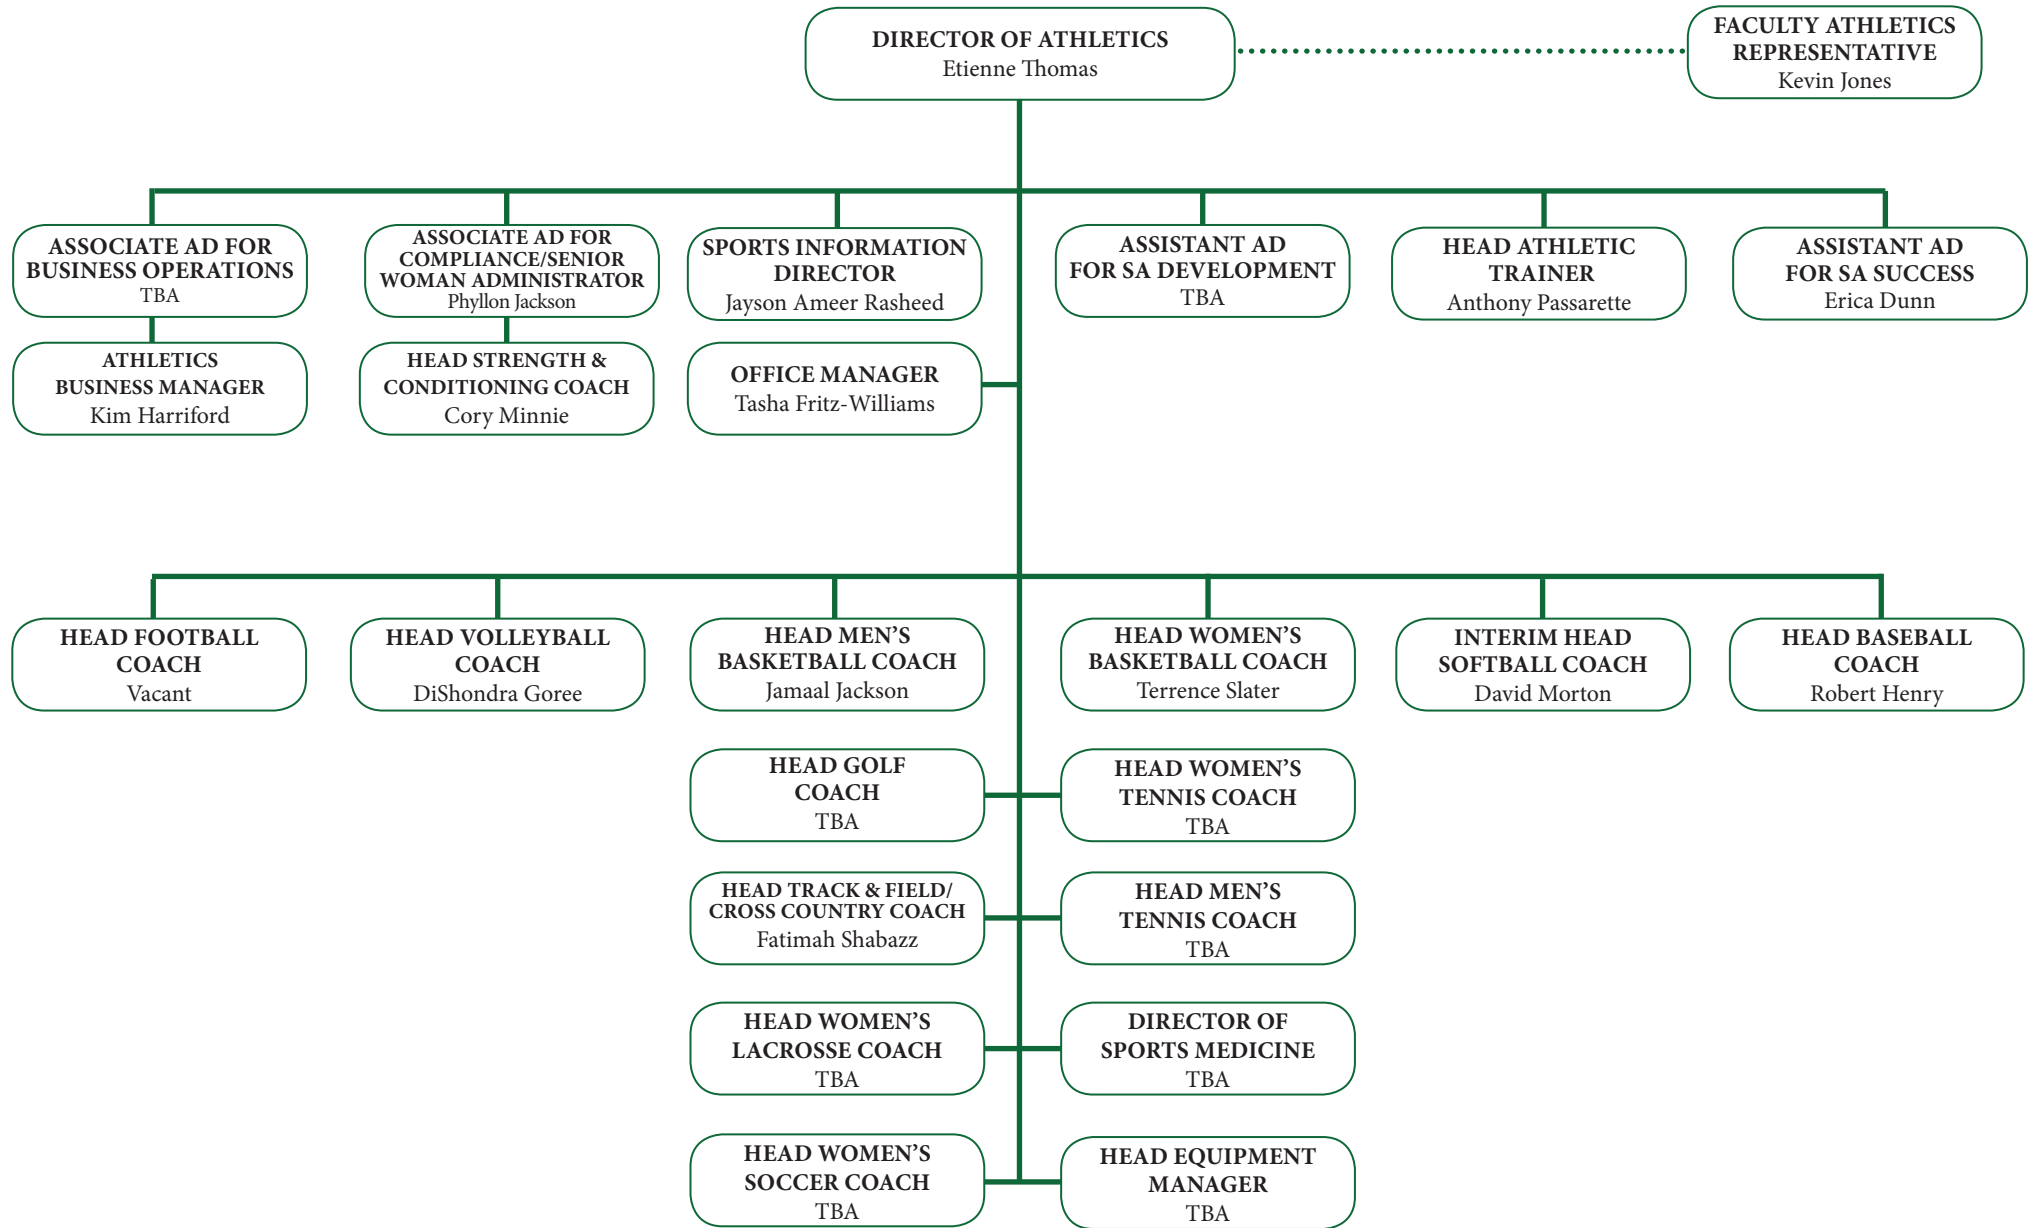 DIRECTOR OF ATHLETICS
Etienne Thomas
FACULTY ATHLETICS
REPRESENTATIVE
Kevin Jones
ASSOCIATE AD FOR
BUSINESS OPERATIONS
TBA
ASSOCIATE AD FOR
COMPLIANCE/SENIOR
WOMAN ADMINISTRATOR
Phyllon Jackson
SPORTS INFORMATION
DIRECTOR
Jayson Ameer Rasheed
ASSISTANT AD
FOR SA DEVELOPMENT
TBA
HEAD ATHLETIC
TRAINER
Anthony Passarette
ASSISTANT AD
FOR SA SUCCESS
Erica Dunn
ATHLETICS
BUSINESS MANAGER
Kim Harriford
HEAD STRENGTH &
CONDITIONING COACH
Cory Minnie
OFFICE MANAGER
Tasha Fritz-Williams
HEAD FOOTBALL
COACH
Vacant
HEAD VOLLEYBALL
COACH
DiShondra Goree
HEAD MEN’S
BASKETBALL COACH
Jamaal Jackson
HEAD WOMEN’S
BASKETBALL COACH
Terrence Slater
INTERIM HEAD
SOFTBALL COACH
David Morton
HEAD BASEBALL
COACH
Robert Henry
HEAD GOLF
COACH
TBA
HEAD WOMEN’S
TENNIS COACH
TBA
HEAD TRACK & FIELD/
CROSS COUNTRY COACH
Fatimah Shabazz
HEAD MEN’S
TENNIS COACH
TBA
HEAD WOMEN’S
LACROSSE COACH
TBA
DIRECTOR OF
SPORTS MEDICINE
TBA
HEAD WOMEN’S
SOCCER COACH
TBA
HEAD EQUIPMENT
MANAGER
TBA